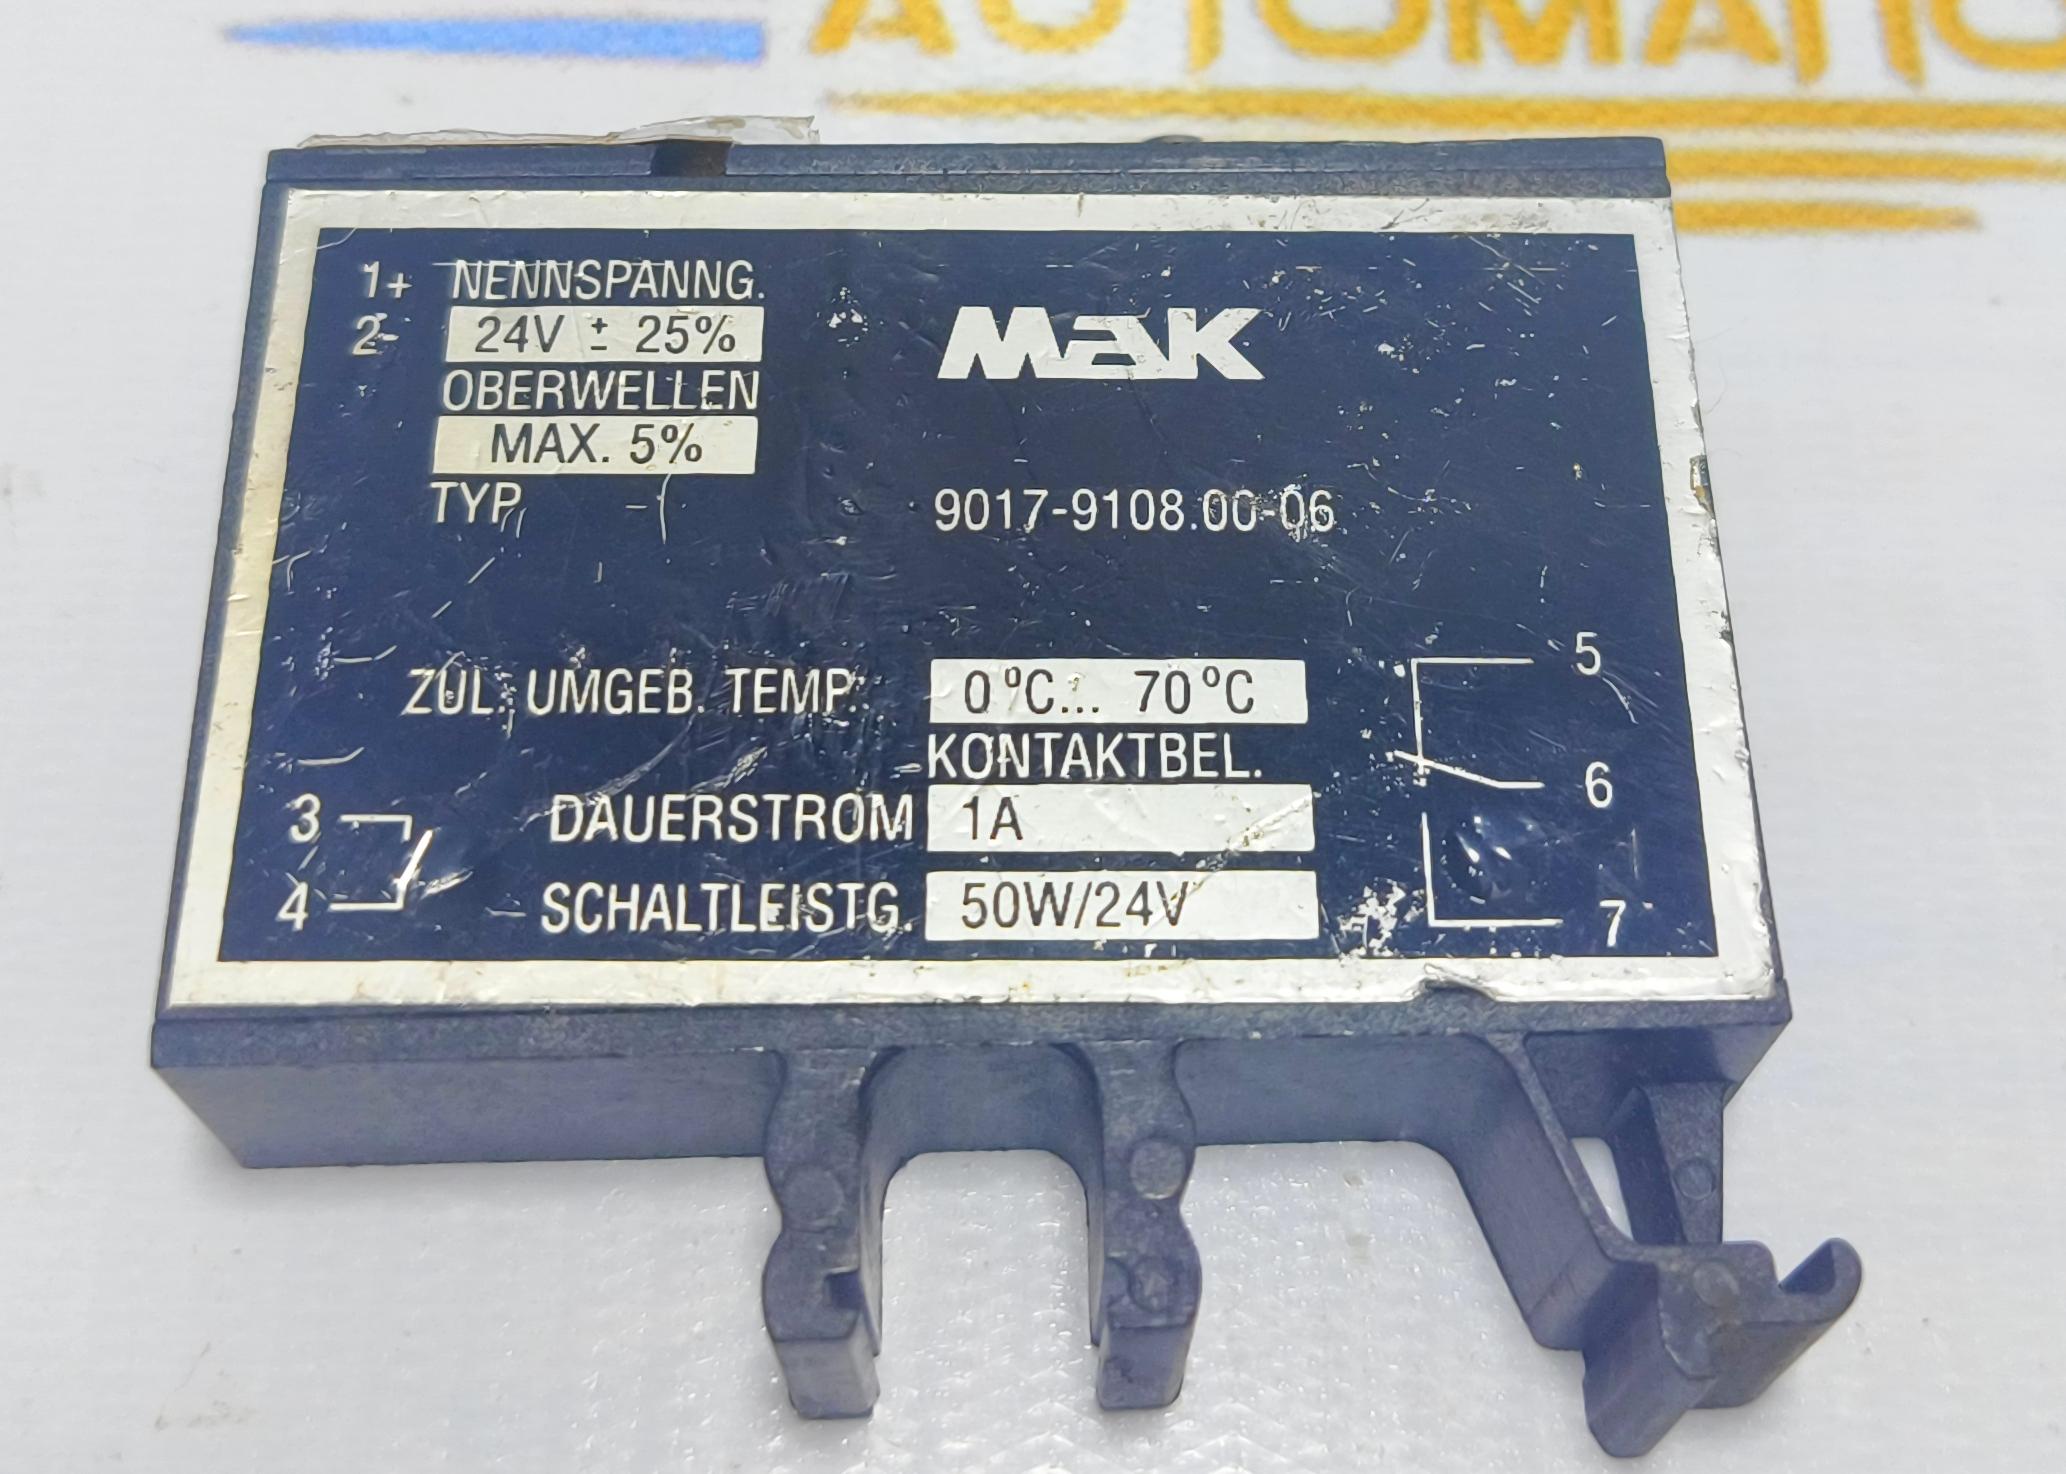 AUTOMATIO
1+ NENNSPANNG.
2- 24V ± 25%
OBERWELLEN
MAX. 5%
MaK
TYP 9017-9108.00-06
ZUL. UMGEB. TEMP. 0°C... 70°C
KONTAKTBEL.
DAUERSTROM 1A
SCHALTLEISTG. 50W/24V
3
4
5
6
7